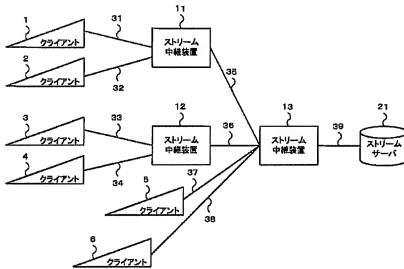 1
クライアント
31
11
ストリーム
中継装置
2
クライアント
32
35
3
クライアント
33
12
ストリーム
中継装置
36
13
ストリーム
中継装置
39
21
ストリーム
サーバ
4
クライアント
34
37
5
クライアント
38
6
クライアント